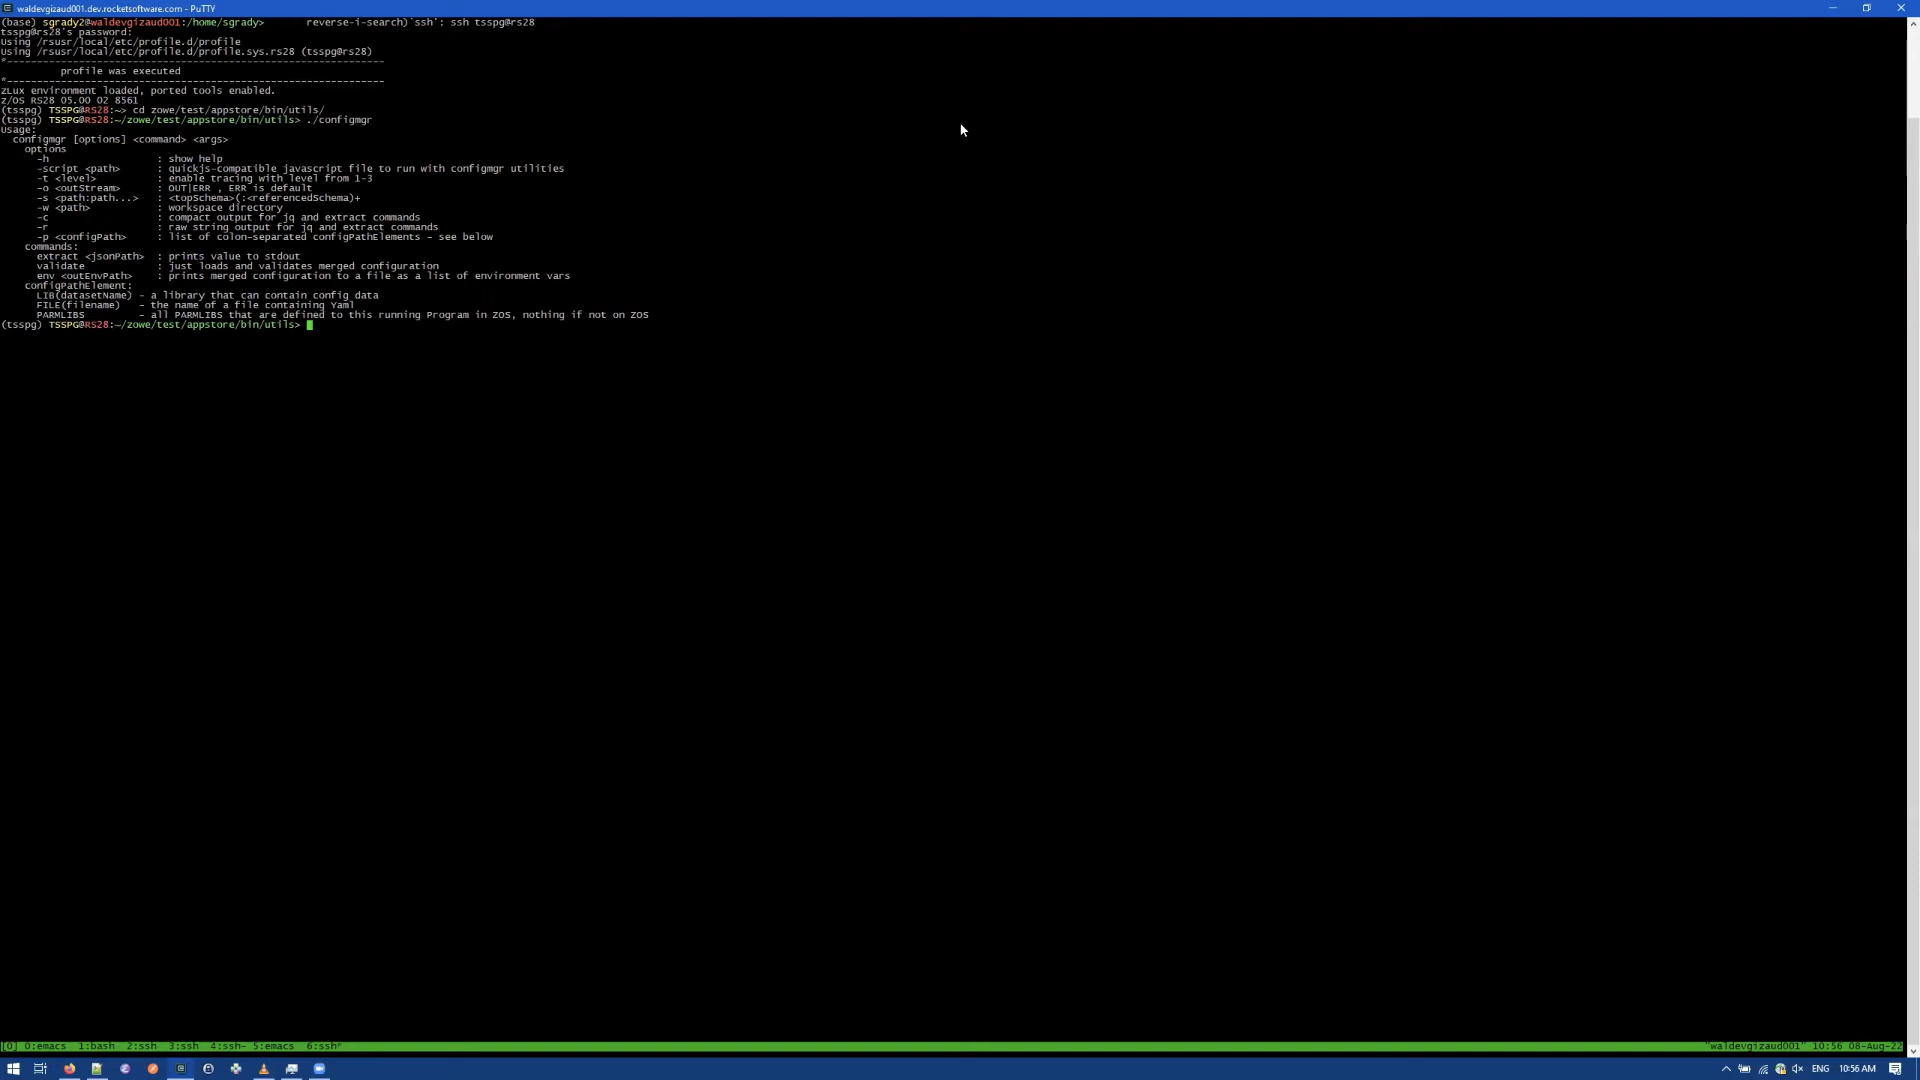 waldevgizaud001.dev.rocketsoftware.com - PuTTY
(base) sgrady2@waldevgizaud001:/home/sgrady>       reverse-i-search)`ssh': ssh tsspg@rs28
tsspg@rs28's password:
Using /rsusr/local/etc/profile.d/profile
Using /rsusr/local/etc/profile.d/profile.sys.rs28 (tsspg@rs28)
*---------------------------------------------------------------
          profile was executed
*---------------------------------------------------------------
zLux environment loaded, ported tools enabled.
z/OS RS28 05.00 02 8561
(tsspg) TSSPG@RS28:~> cd zowe/test/appstore/bin/utils/
(tsspg) TSSPG@RS28:~/zowe/test/appstore/bin/utils> ./configmgr
Usage:
  configmgr [options] <command> <args>
    options
      -h                  : show help
      -script <path>      : quickjs-compatible javascript file to run with configmgr utilities
      -t <level>          : enable tracing with level from 1-3
      -o <outStream>      : OUT|ERR , ERR is default
      -s <path:path...>   : <topSchema>(:<referencedSchema)+
      -w <path>           : workspace directory
      -c                  : compact output for jq and extract commands
      -r                  : raw string output for jq and extract commands
      -p <configPath>     : list of colon-separated configPathElements - see below
    commands:
      extract <jsonPath>  : prints value to stdout
      validate            : just loads and validates merged configuration
      env <outEnvPath>    : prints merged configuration to a file as a list of environment vars
    configPathElement:
      LIB(datasetName) - a library that can contain config data
      FILE(filename)   - the name of a file containing Yaml
      PARMLIBS         - all PARMLIBS that are defined to this running Program in ZOS, nothing if not on ZOS
(tsspg) TSSPG@RS28:~/zowe/test/appstore/bin/utils>
[0] 0:emacs  1:bash  2:ssh  3:ssh  4:ssh- 5:emacs  6:ssh*
"waldevgizaud001" 10:56 08-Aug-22
ENG
10:56 AM